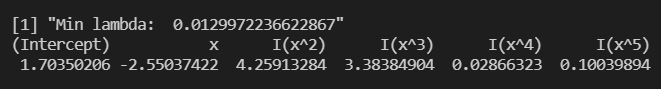 [1] "Min lambda:  0.0129972236622867"
(Intercept)           x      I(x^2)      I(x^3)      I(x^4)      I(x^5)
 1.70350206 -2.55037422  4.25913284  3.38384904  0.02866323  0.10039894